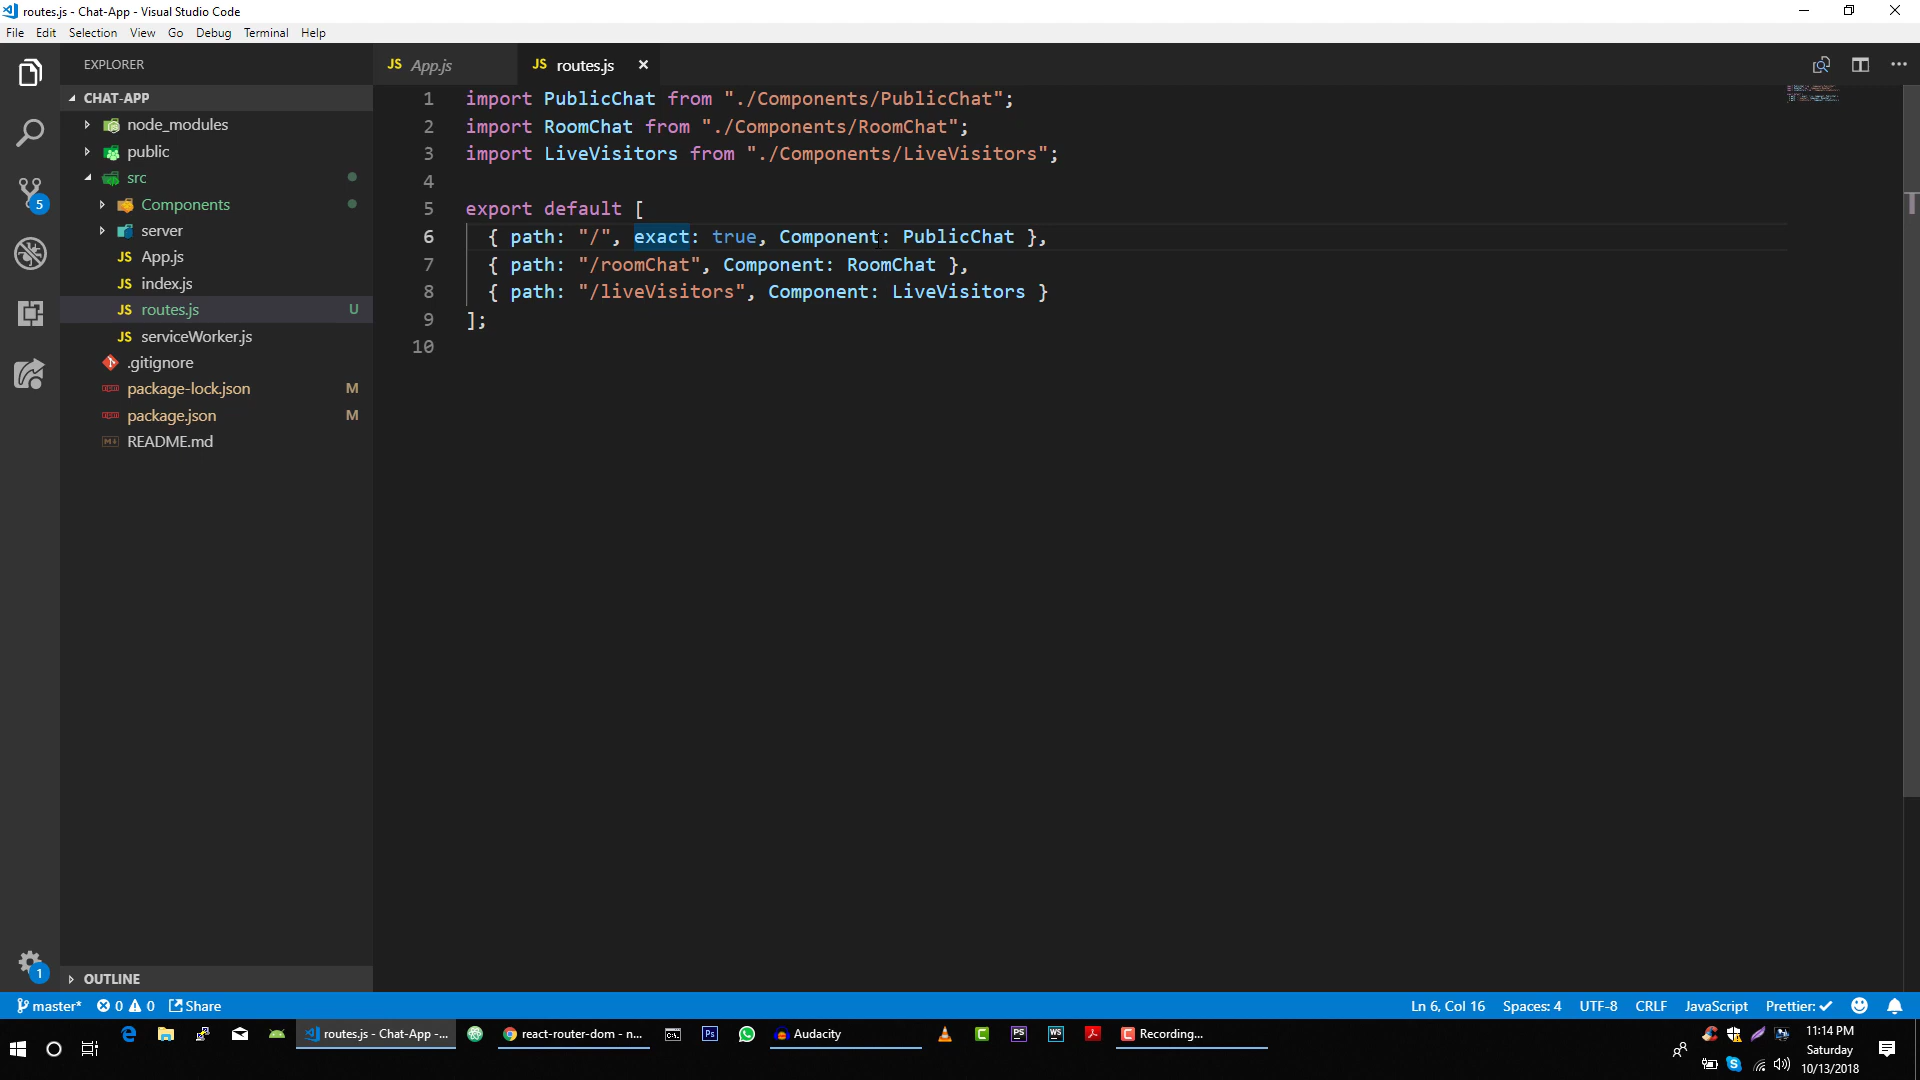 routes.js - Chat-App - Visual Studio Code
File Edit Selection View Go Debug Terminal Help
EXPLORER
JS App.js
JS routes.js ×
CHAT-APP
node_modules
public
src
Components
server
JS App.js
JS index.js
JS routes.js U
JS serviceWorker.js
.gitignore
package-lock.json M
package.json M
README.md
5
1
OUTLINE
1 import PublicChat from "./Components/PublicChat";
2 import RoomChat from "./Components/RoomChat";
3 import LiveVisitors from "./Components/LiveVisitors";
4
5 export default [
6 { path: "/", exact: true, Component: PublicChat },
7 { path: "/roomChat", Component: RoomChat },
8 { path: "/liveVisitors", Component: LiveVisitors }
9 ];
10
master* 0 0 Share
Ln 6, Col 16 Spaces: 4 UTF-8 CRLF JavaScript Prettier: ✓
routes.js - Chat-App -...
react-router-dom - n...
Ps
Audacity
PS
WS
Recording...
11:14 PM
Saturday
10/13/2018